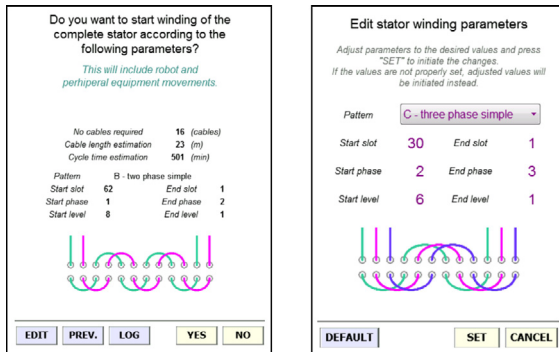 Do you want to start winding of the
complete stator according to the
following parameters?
This will include robot and
perhiperal equipment movements.
No cables required 16 (cables)
Cable length estimation 23 (m)
Cycle time estimation 501 (min)
Pattern B - two phase simple
Start slot 62 End slot 1
Start phase 1 End phase 2
Start level 8 End level 1
EDIT PREV. LOG YES NO
Edit stator winding parameters
Adjust parameters to the desired values and press
"SET" to initiate the changes.
If the values are not properly set, adjusted values will
be initiated instead.
Pattern C - three phase simple
Start slot 30 End slot 1
Start phase 2 End phase 3
Start level 6 End level 1
DEFAULT SET CANCEL